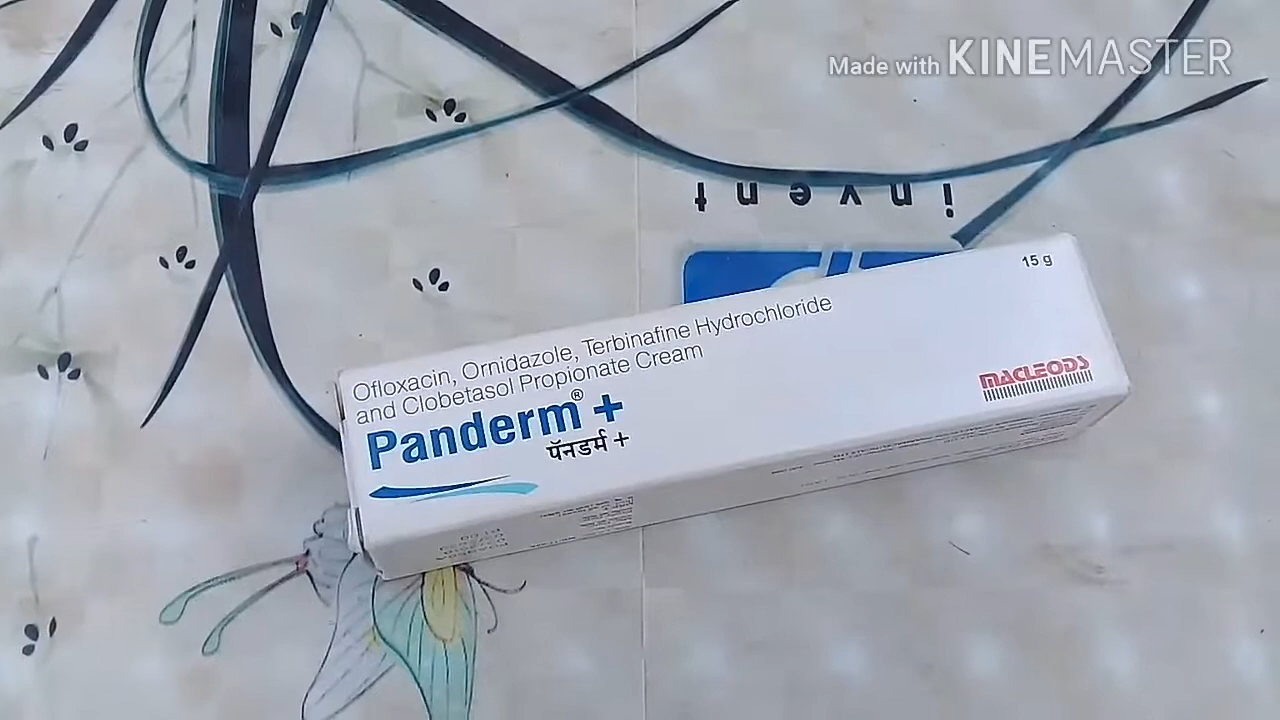 Made with KINEMASTER
invent
15 g
Ofloxacin, Ornidazole, Terbinafine Hydrochloride
and Clobetasol Propionate Cream
Panderm® +
पॅनडर्म +
MACLEODS